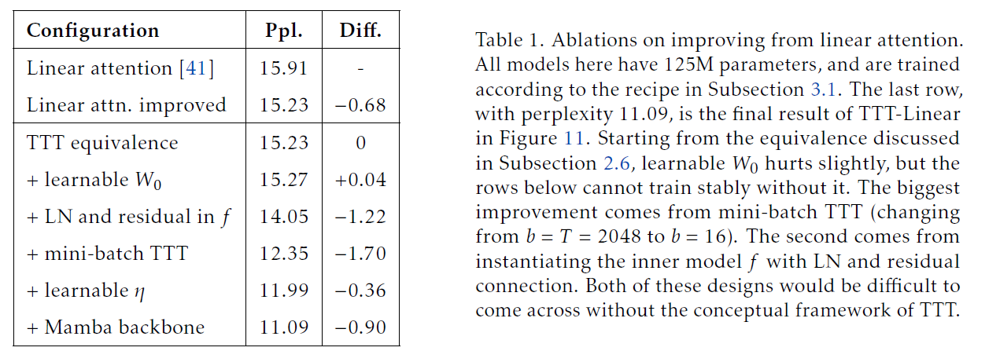 Configuration Ppl. Diff.
Linear attention [41] 15.91 -
Linear attn. improved 15.23 −0.68
TTT equivalence 15.23 0
+ learnable W₀ 15.27 +0.04
+ LN and residual in f 14.05 −1.22
+ mini-batch TTT 12.35 −1.70
+ learnable η 11.99 −0.36
+ Mamba backbone 11.09 −0.90
Table 1. Ablations on improving from linear attention.
All models here have 125M parameters, and are trained
according to the recipe in Subsection 3.1. The last row,
with perplexity 11.09, is the final result of TTT-Linear
in Figure 11. Starting from the equivalence discussed
in Subsection 2.6, learnable W₀ hurts slightly, but the
rows below cannot train stably without it. The biggest
improvement comes from mini-batch TTT (changing
from b = T = 2048 to b = 16). The second comes from
instantiating the inner model f with LN and residual
connection. Both of these designs would be difficult to
come across without the conceptual framework of TTT.